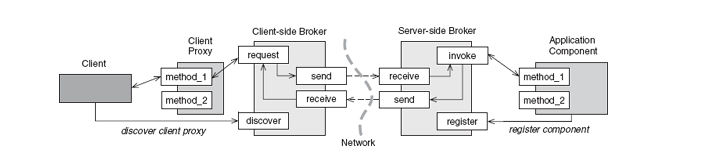 Client-side Broker
Server-side Broker
Client
Proxy
Application
Component
Client
request
invoke
method_1
send
receive
method_1
method_2
receive
send
method_2
discover
register
discover client proxy
register component
Network